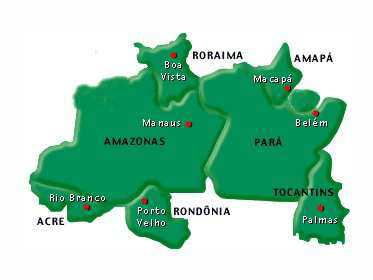 RORAIMA
Boa
Vista
AMAPÁ
Macapá
Manaus
Belém
AMAZONAS
PARÁ
TOCANTINS
Rio Branco
Porto
Velho
RONDÔNIA
ACRE
Palmas